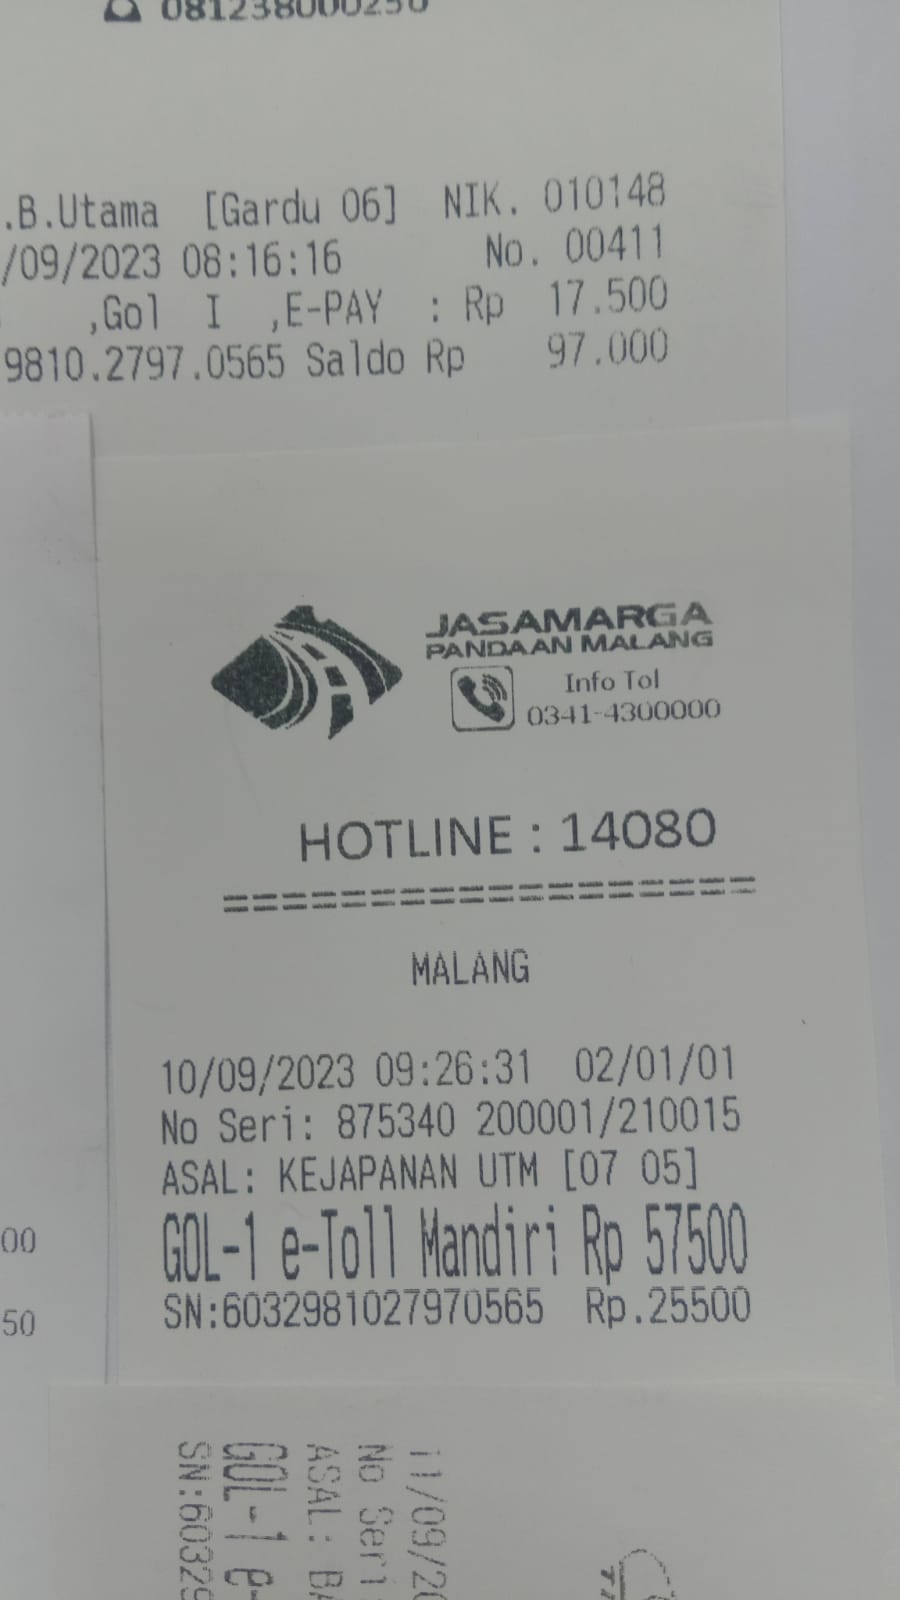 081238000250
.B.Utama [Gardu 06] NIK. 010148
/09/2023 08:16:16 No. 00411
,Gol I ,E-PAY : Rp 17.500
9810.2797.0565 Saldo Rp 97.000
JASAMARGA
PANDAAN MALANG
Info Tol
0341-4300000
HOTLINE : 14080
MALANG
10/09/2023 09:26:31 02/01/01
No Seri: 875340 200001/210015
ASAL: KEJAPANAN UTM [07 05]
GOL-1 e-Toll Mandiri Rp 57500
SN:6032981027970565 Rp.25500
00
50
11/09/20
No Seri
ASAL: BA
GOL-1 e-
SN:60329